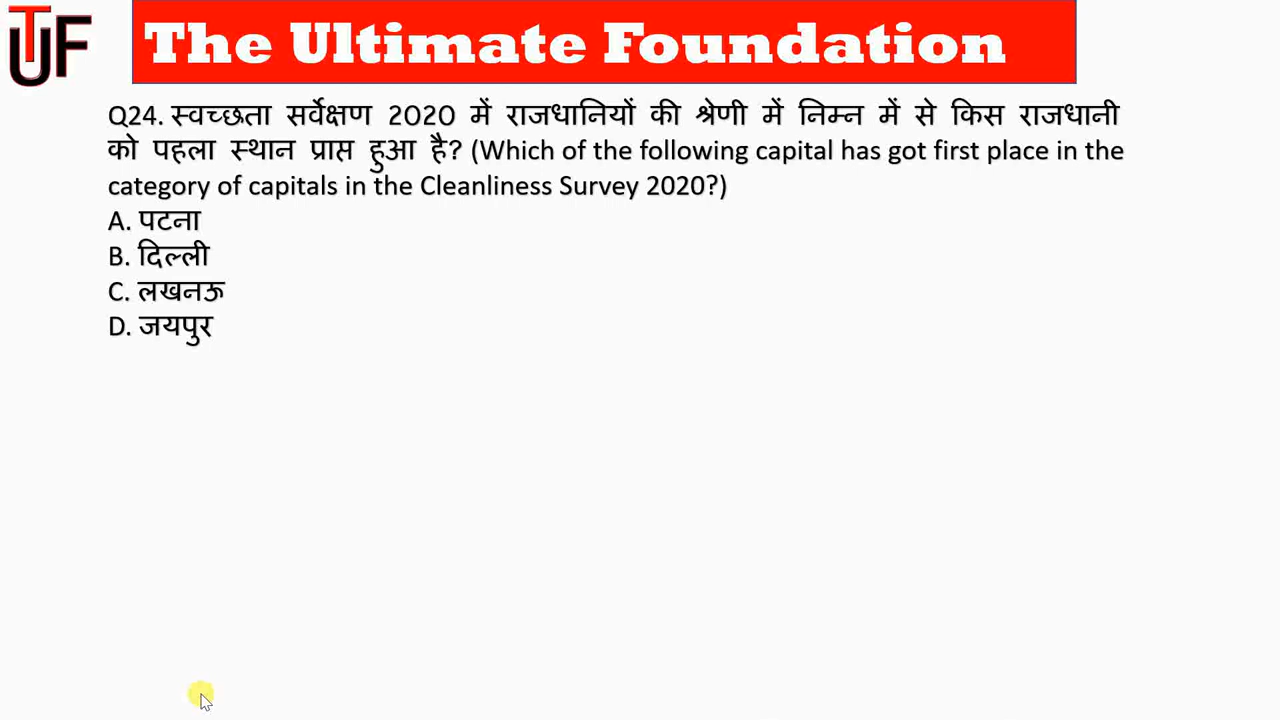 TUF
The Ultimate Foundation
Q24. स्वच्छता सर्वेक्षण 2020 में राजधानियों की श्रेणी में निम्न में से किस राजधानी
को पहला स्थान प्राप्त हुआ है? (Which of the following capital has got first place in the
category of capitals in the Cleanliness Survey 2020?)
A. पटना
B. दिल्ली
C. लखनऊ
D. जयपुर